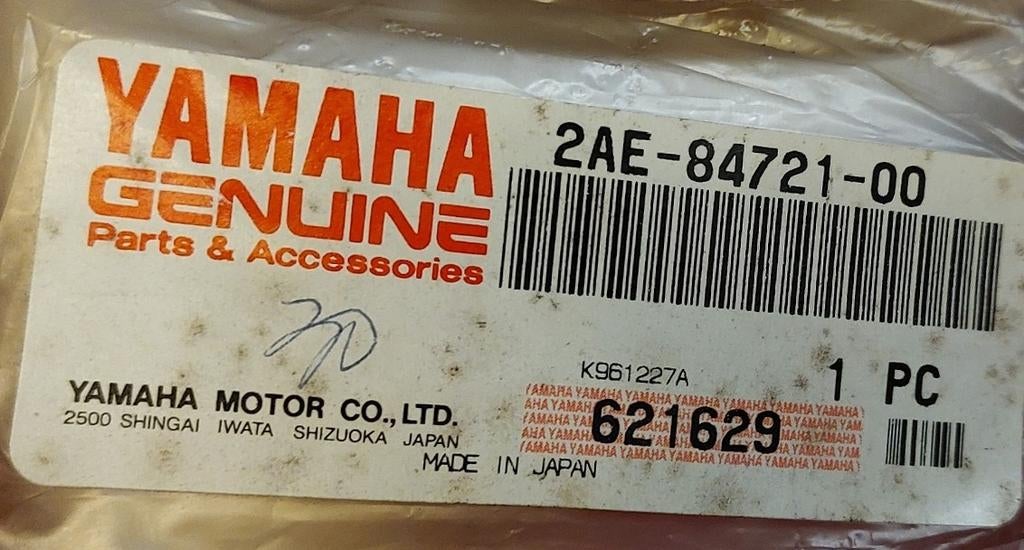 YAMAHA
GENUINE
Parts & Accessories
2AE-84721-00
K961227A
1 PC
621629
YAMAHA MOTOR CO., LTD.
2500 SHINGAI IWATA SHIZUOKA JAPAN
MADE IN JAPAN